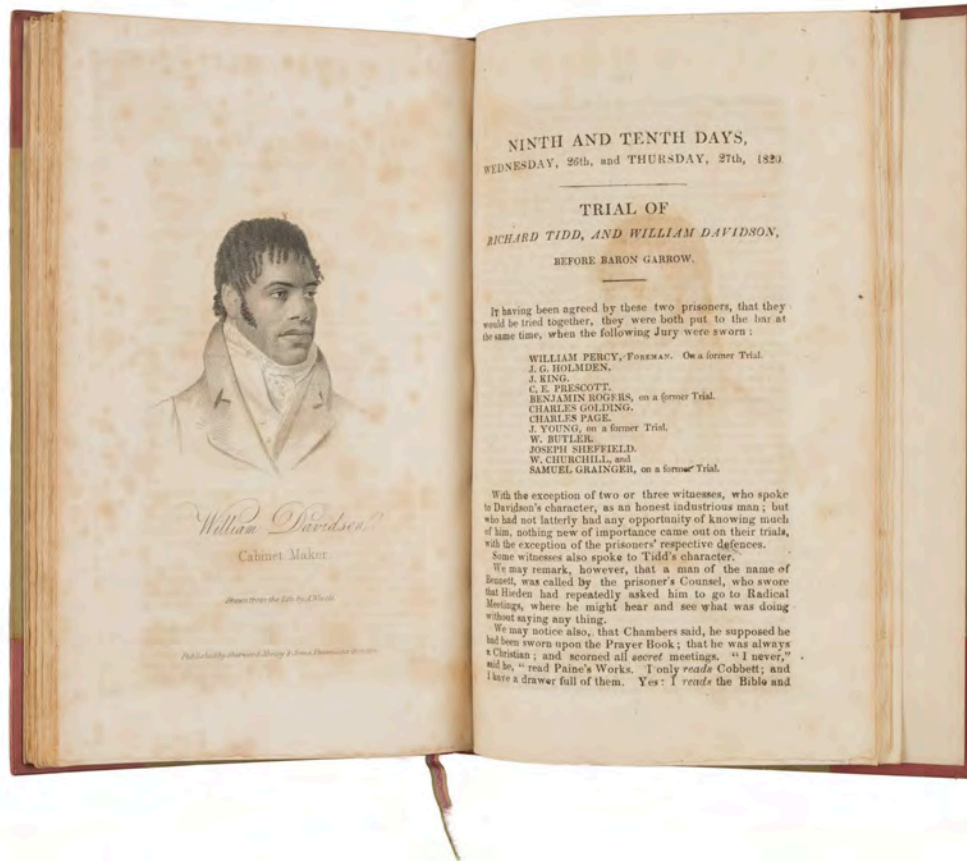 William Davidson.
Cabinet Maker
Drawn from the Life by A. Wivell.
Published by Sherwood, Neely & Jones, Paternoster
NINTH AND TENTH DAYS,
WEDNESDAY, 26th, and THURSDAY, 27th, 1820.
TRIAL OF
RICHARD TIDD, AND WILLIAM DAVIDSON,
BEFORE BARON GARROW.
IT having been agreed by these two prisoners, that they
would be tried together, they were both put to the bar at
the same time, when the following Jury were sworn :
WILLIAM PERCY, FOREMAN. On a former Trial.
J. G. HOLMDEN.
J. KING.
C. E. PRESCOTT.
BENJAMIN ROGERS, on a former Trial.
CHARLES GOLDING.
CHARLES PAGE.
J. YOUNG, on a former Trial.
W. BUTLER.
JOSEPH SHEFFIELD.
W. CHURCHILL, and
SAMUEL GRAINGER, on a former Trial.
With the exception of two or three witnesses, who spoke
to Davidson's character, as an honest industrious man ; but
who had not latterly had any opportunity of knowing much
of him, nothing new of importance came out on their trials,
with the exception of the prisoners' respective defences.
Some witnesses also spoke to Tidd's character.
We may remark, however, that a man of the name of
Bennett, was called by the prisoner's Counsel, who swore
that Hieden had repeatedly asked him to go to Radical
Meetings, where he might hear and see what was doing
without saying any thing.
We may notice also, that Chambers said, he supposed he
had been sworn upon the Prayer Book ; that he was always
a Christian ; and scorned all secret meetings. "I never,"
said he, "read Paine's Works. I only reads Cobbett; and
I have a drawer full of them. Yes: I reads the Bible and